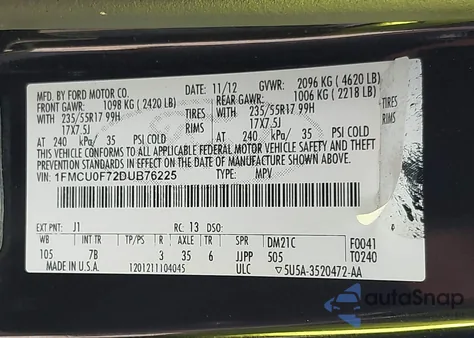 MFD. BY FORD MOTOR CO. 11/12 GVWR: 2096 KG ( 4620 LB)
FRONT GAWR: 1098 KG ( 2420 LB) REAR GAWR: 1006 KG ( 2218 LB)
WITH 235/55R17 99H TIRES WITH 235/55R17 99H TIRES
17X7.5J RIMS 17X7.5J RIMS
AT 240 kPa/ 35 PSI COLD AT 240 kPa/ 35 PSI COLD
THIS VEHICLE CONFORMS TO ALL APPLICABLE FEDERAL MOTOR VEHICLE SAFETY AND THEFT
PREVENTION STANDARDS IN EFFECT ON THE DATE OF MANUFACTURE SHOWN ABOVE.
VIN: 1FMCU0F72DUB76225 TYPE: MPV
EXT PNT: J1 RC: 13 DSO:
WB TP/PS R AXLE TR SPR DM21C F0041
105 7B 3 35 6 JJPP 505 T0240
MADE IN U.S.A. 1201211104045 ULC ▽5U5A-3520472-AA
autoSnap